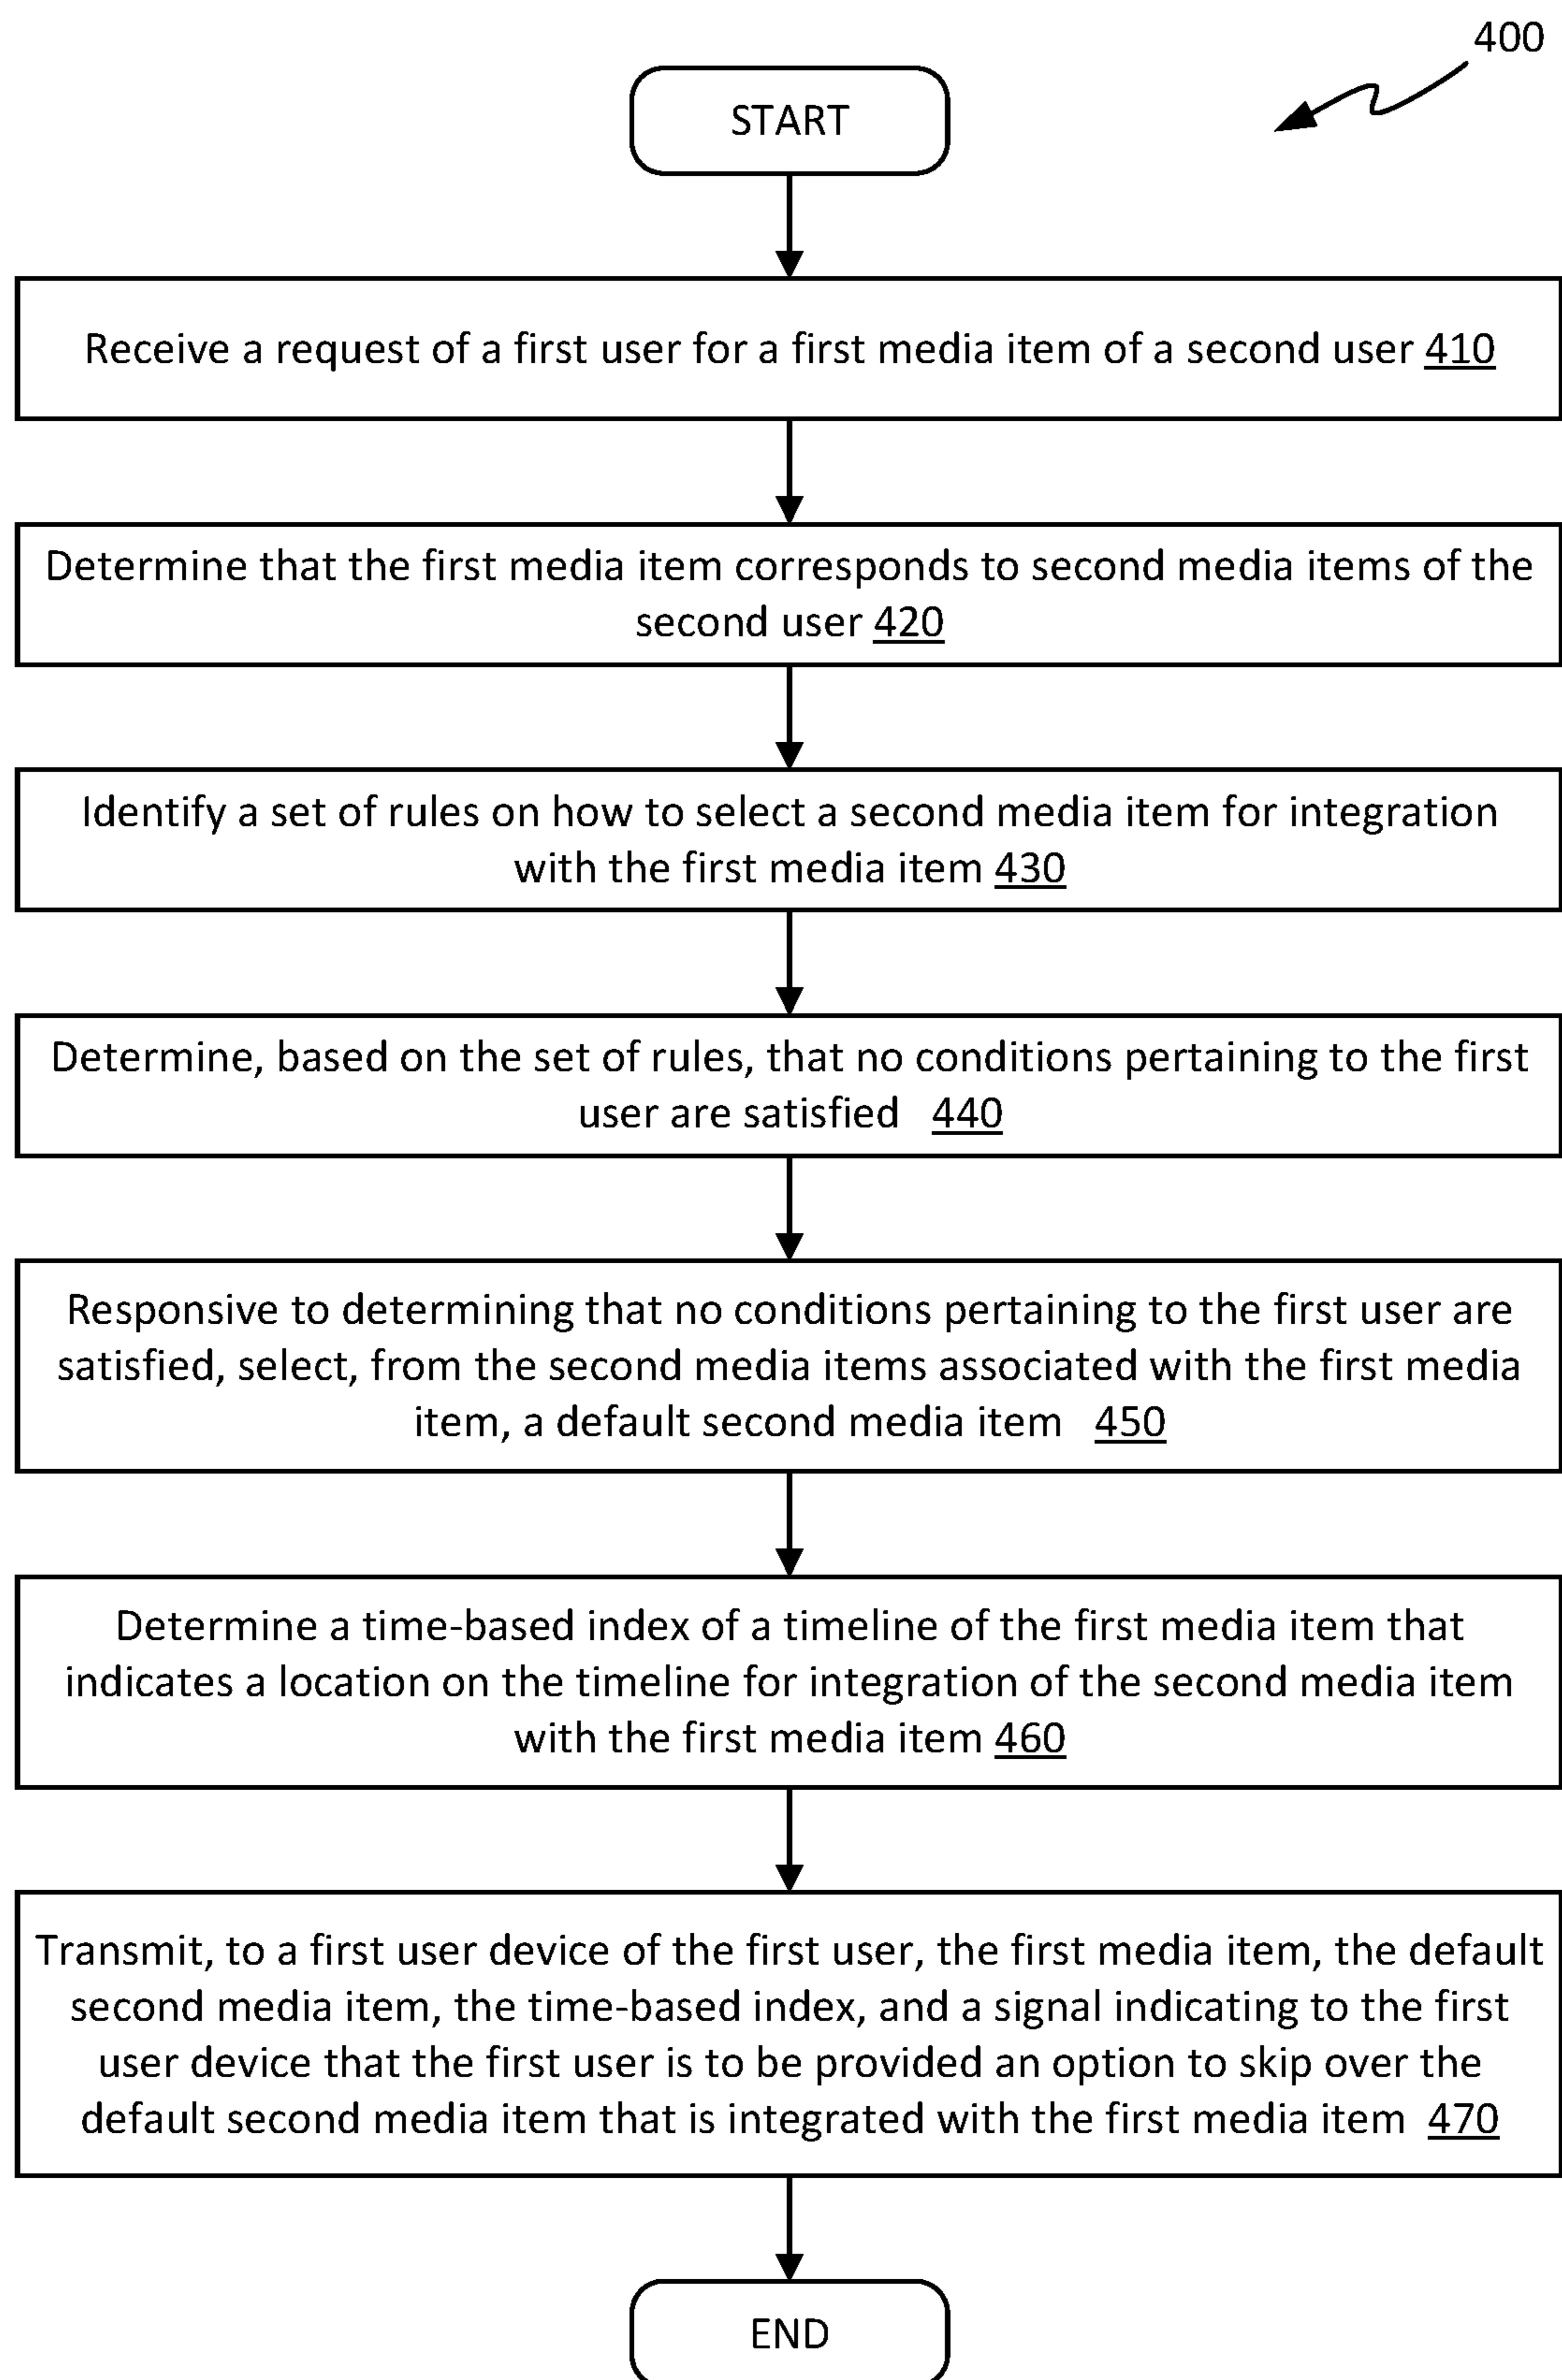 400
START
Receive a request of a first user for a first media item of a second user 410
Determine that the first media item corresponds to second media items of the
second user 420
Identify a set of rules on how to select a second media item for integration
with the first media item 430
Determine, based on the set of rules, that no conditions pertaining to the first
user are satisfied 440
Responsive to determining that no conditions pertaining to the first user are
satisfied, select, from the second media items associated with the first media
item, a default second media item 450
Determine a time-based index of a timeline of the first media item that
indicates a location on the timeline for integration of the second media item
with the first media item 460
Transmit, to a first user device of the first user, the first media item, the default
second media item, the time-based index, and a signal indicating to the first
user device that the first user is to be provided an option to skip over the
default second media item that is integrated with the first media item 470
END